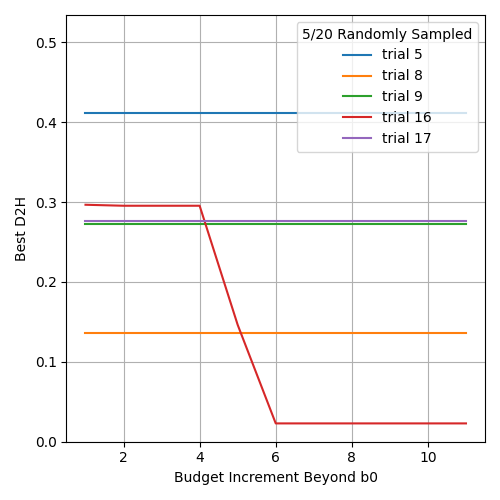 5/20 Randomly Sampled
trial 5
trial 8
trial 9
trial 16
trial 17
0.5
0.4
0.3
0.2
0.1
0.0
Best D2H
2 4 6 8 10
Budget Increment Beyond b0